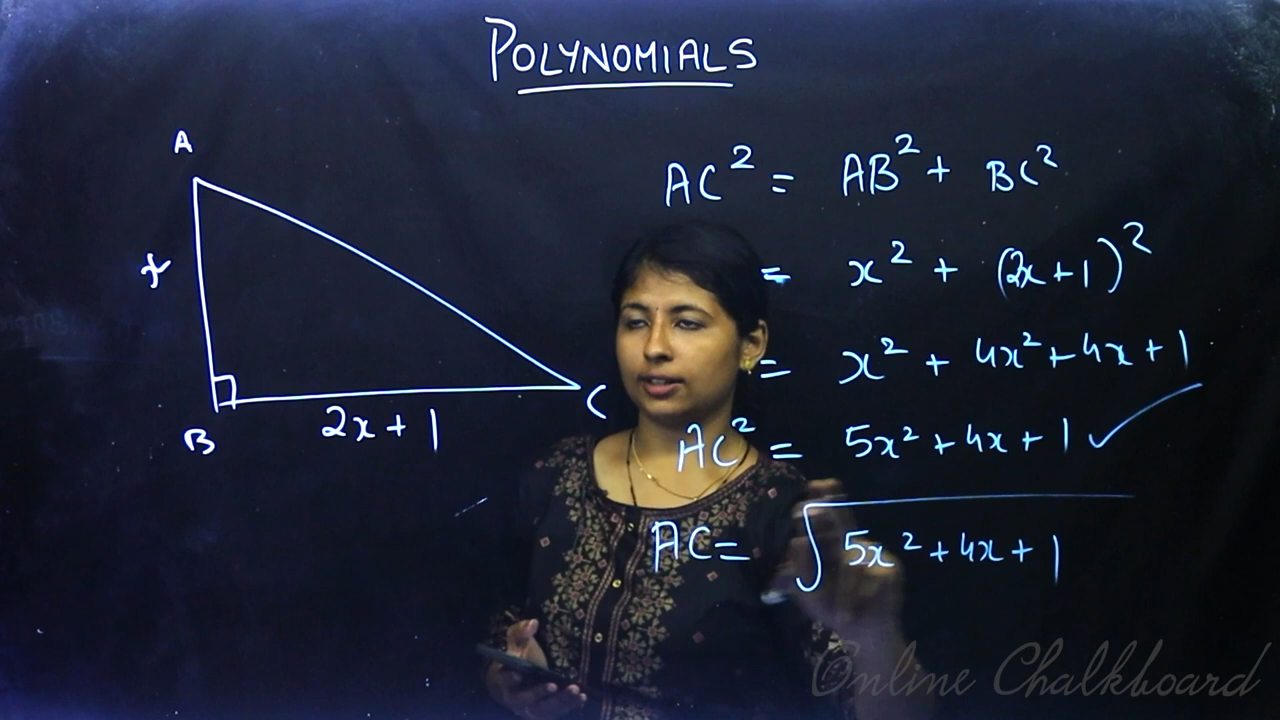 POLYNOMIALS
A
x
B
2x + 1
C
AC² = AB² + BC²
= x² + (2x+1)²
= x² + 4x² + 4x + 1
AC² = 5x² + 4x + 1 ✓
AC = √5x² + 4x + 1
Online Chalkboard